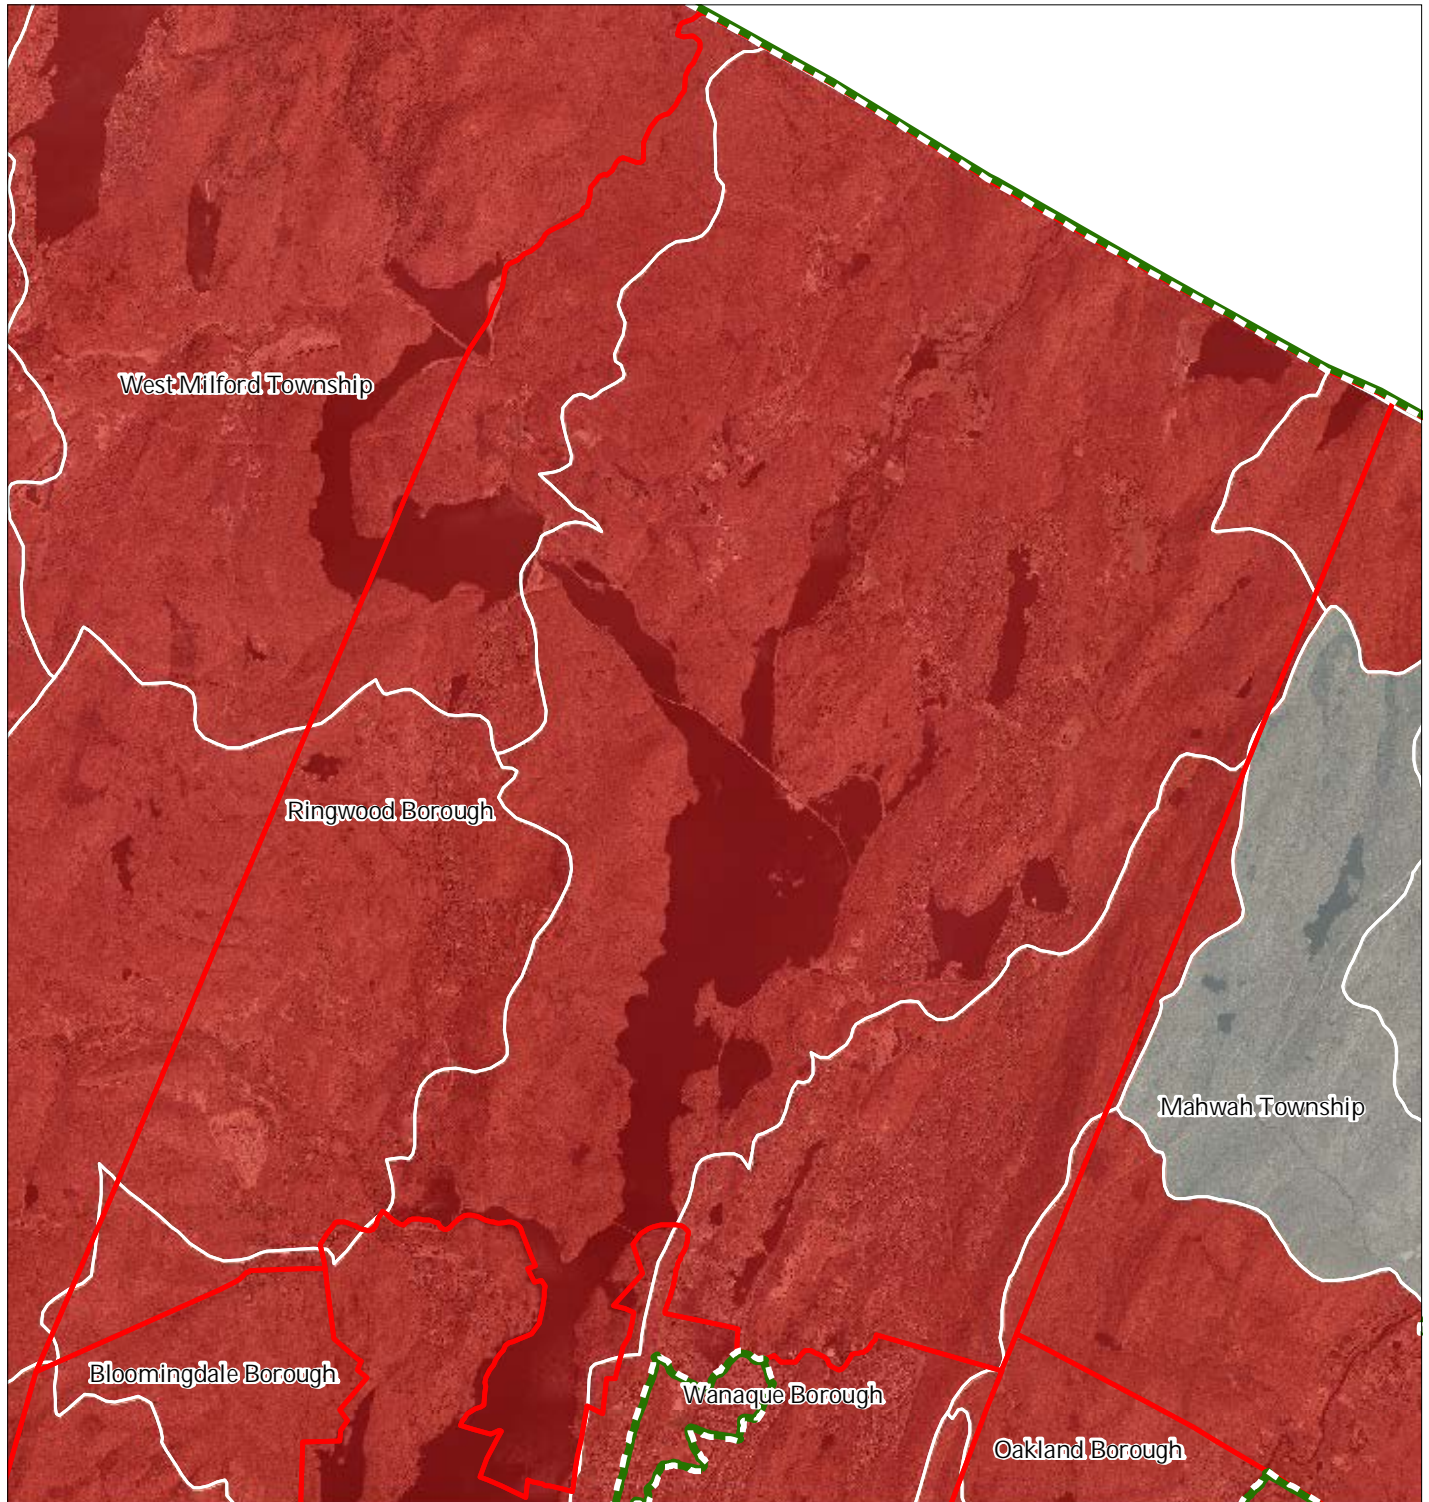 West Milford Township
Ringwood Borough
Mahwah Township
Bloomingdale Borough
Wanaque Borough
Oakland Borough